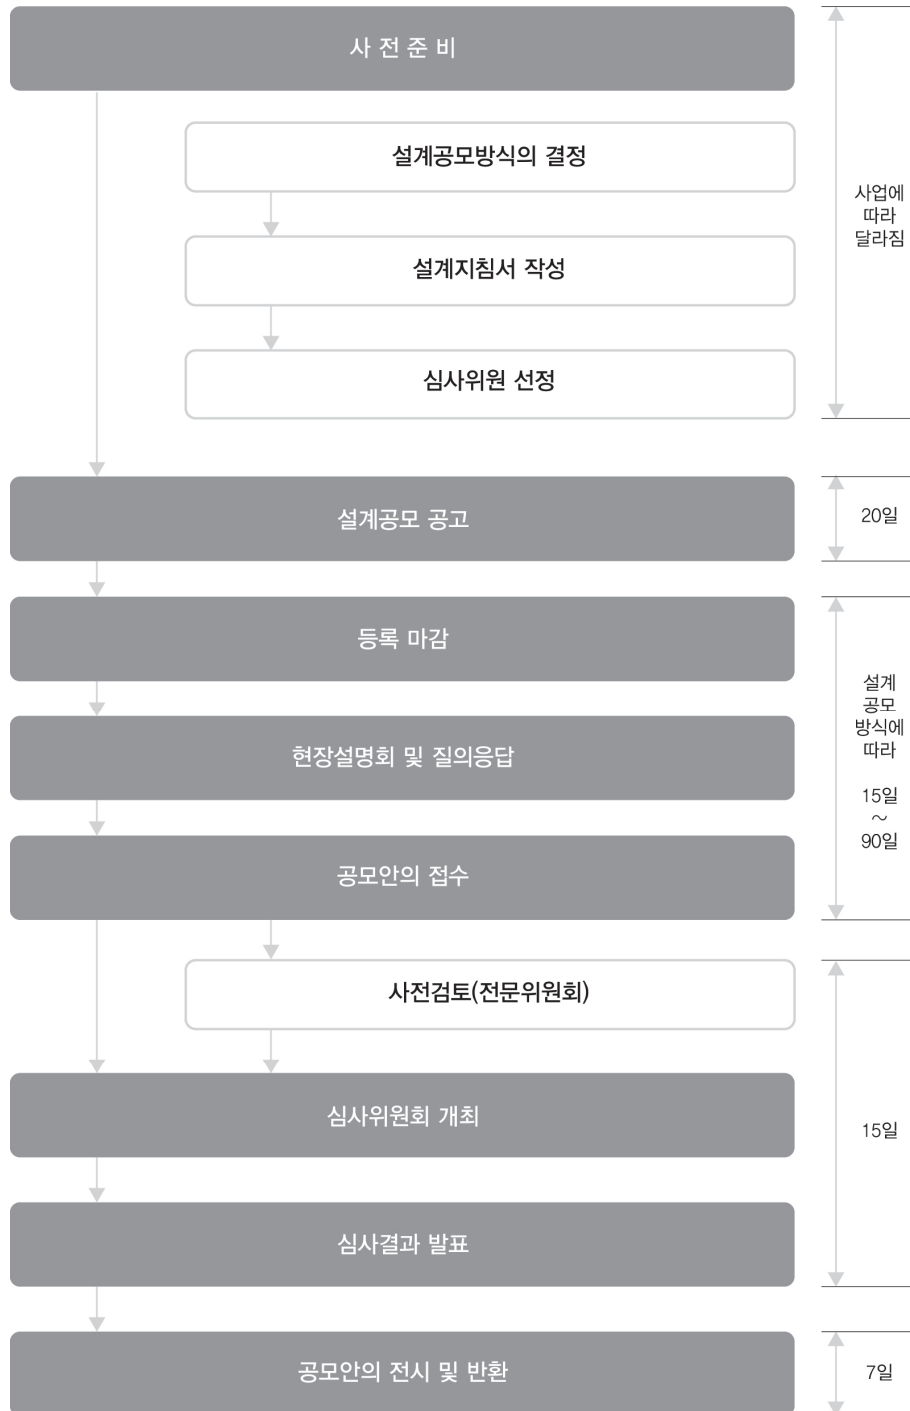 사 전 준 비
설계공모방식의 결정
사업에
따라
달라짐
설계지침서 작성
심사위원 선정
설계공모 공고
20일
등록 마감
현장설명회 및 질의응답
공모안의 접수
설계
공모
방식에
따라
15일
~
90일
사전검토(전문위원회)
심사위원회 개최
심사결과 발표
15일
공모안의 전시 및 반환
7일